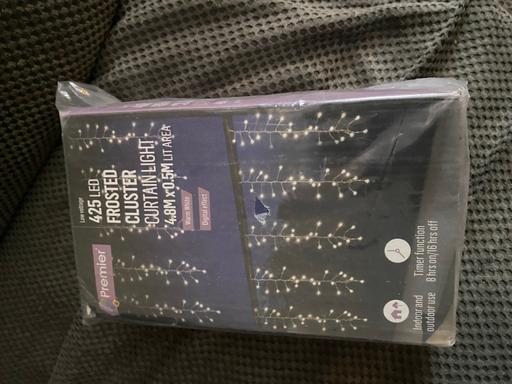 Premier
Low voltage
425 LED
FROSTED
CLUSTER
CURTAIN LIGHT
4.8M x 0.5M LIT AREA
Warm White
Digital effect
Indoor and
outdoor use
Timer function
8 hrs on/16 hrs off